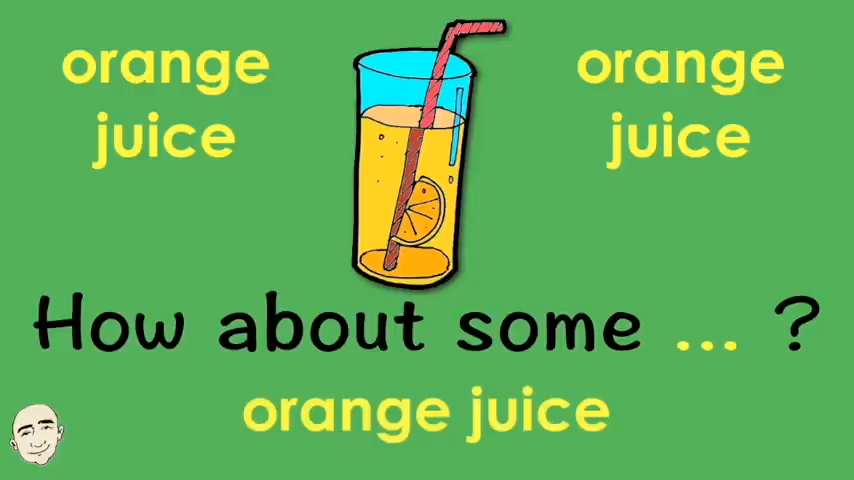 orange
juice
orange
juice
How about some ... ?
orange juice